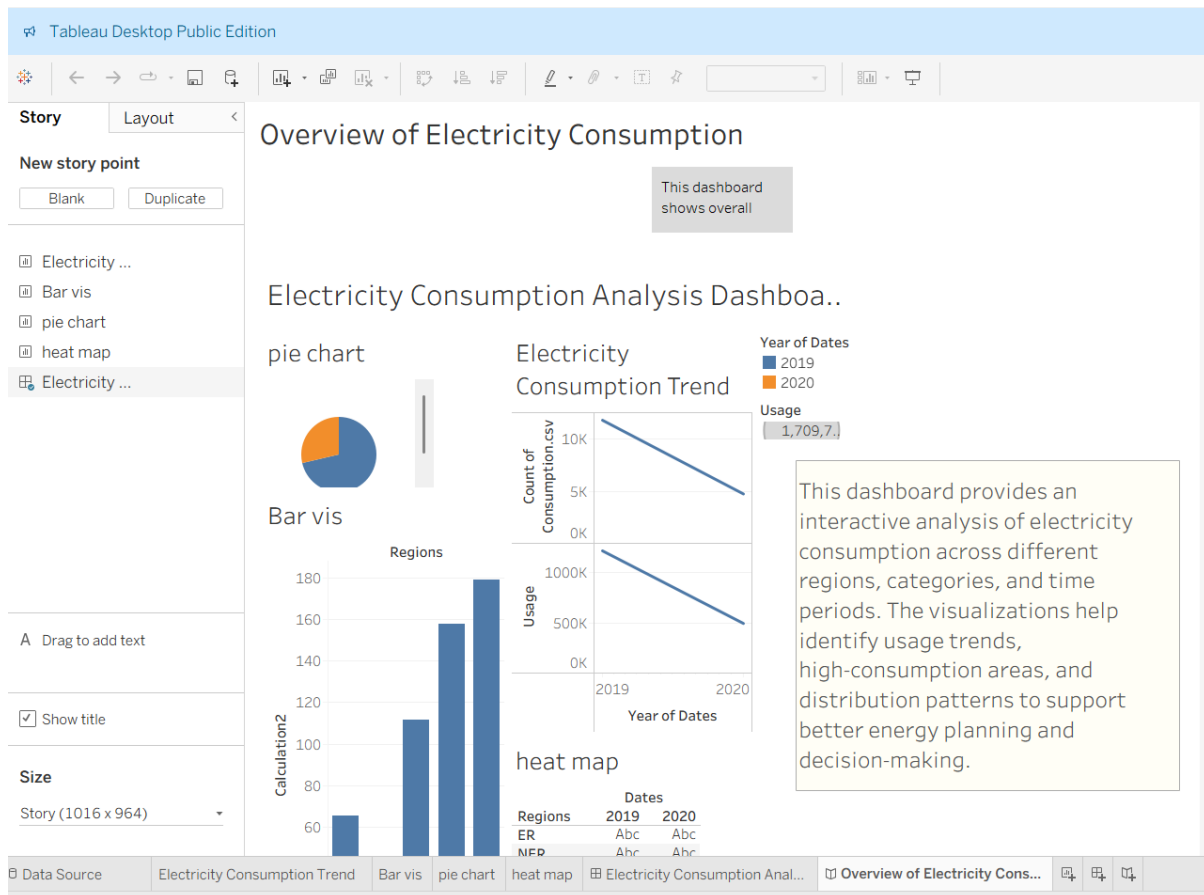 Tableau Desktop Public Edition
Story
Layout
New story point
Blank
Duplicate
Electricity ...
Bar vis
pie chart
heat map
Electricity ...
A Drag to add text
Show title
Size
Story (1016 x 964)
Overview of Electricity Consumption
This dashboard
shows overall
Electricity Consumption Analysis Dashboa..
pie chart
Bar vis
Regions
Calculation2
180
160
140
120
100
80
60
Electricity
Consumption Trend
Count of
Consumption.csv
10K
5K
0K
Usage
1000K
500K
0K
2019
2020
Year of Dates
heat map
Dates
Regions 2019 2020
ER Abc Abc
NER Abc Abc
Year of Dates
2019
2020
Usage
1,709,7.
This dashboard provides an
interactive analysis of electricity
consumption across different
regions, categories, and time
periods. The visualizations help
identify usage trends,
high-consumption areas, and
distribution patterns to support
better energy planning and
decision-making.
Data Source
Electricity Consumption Trend
Bar vis
pie chart
heat map
Electricity Consumption Anal...
Overview of Electricity Cons...